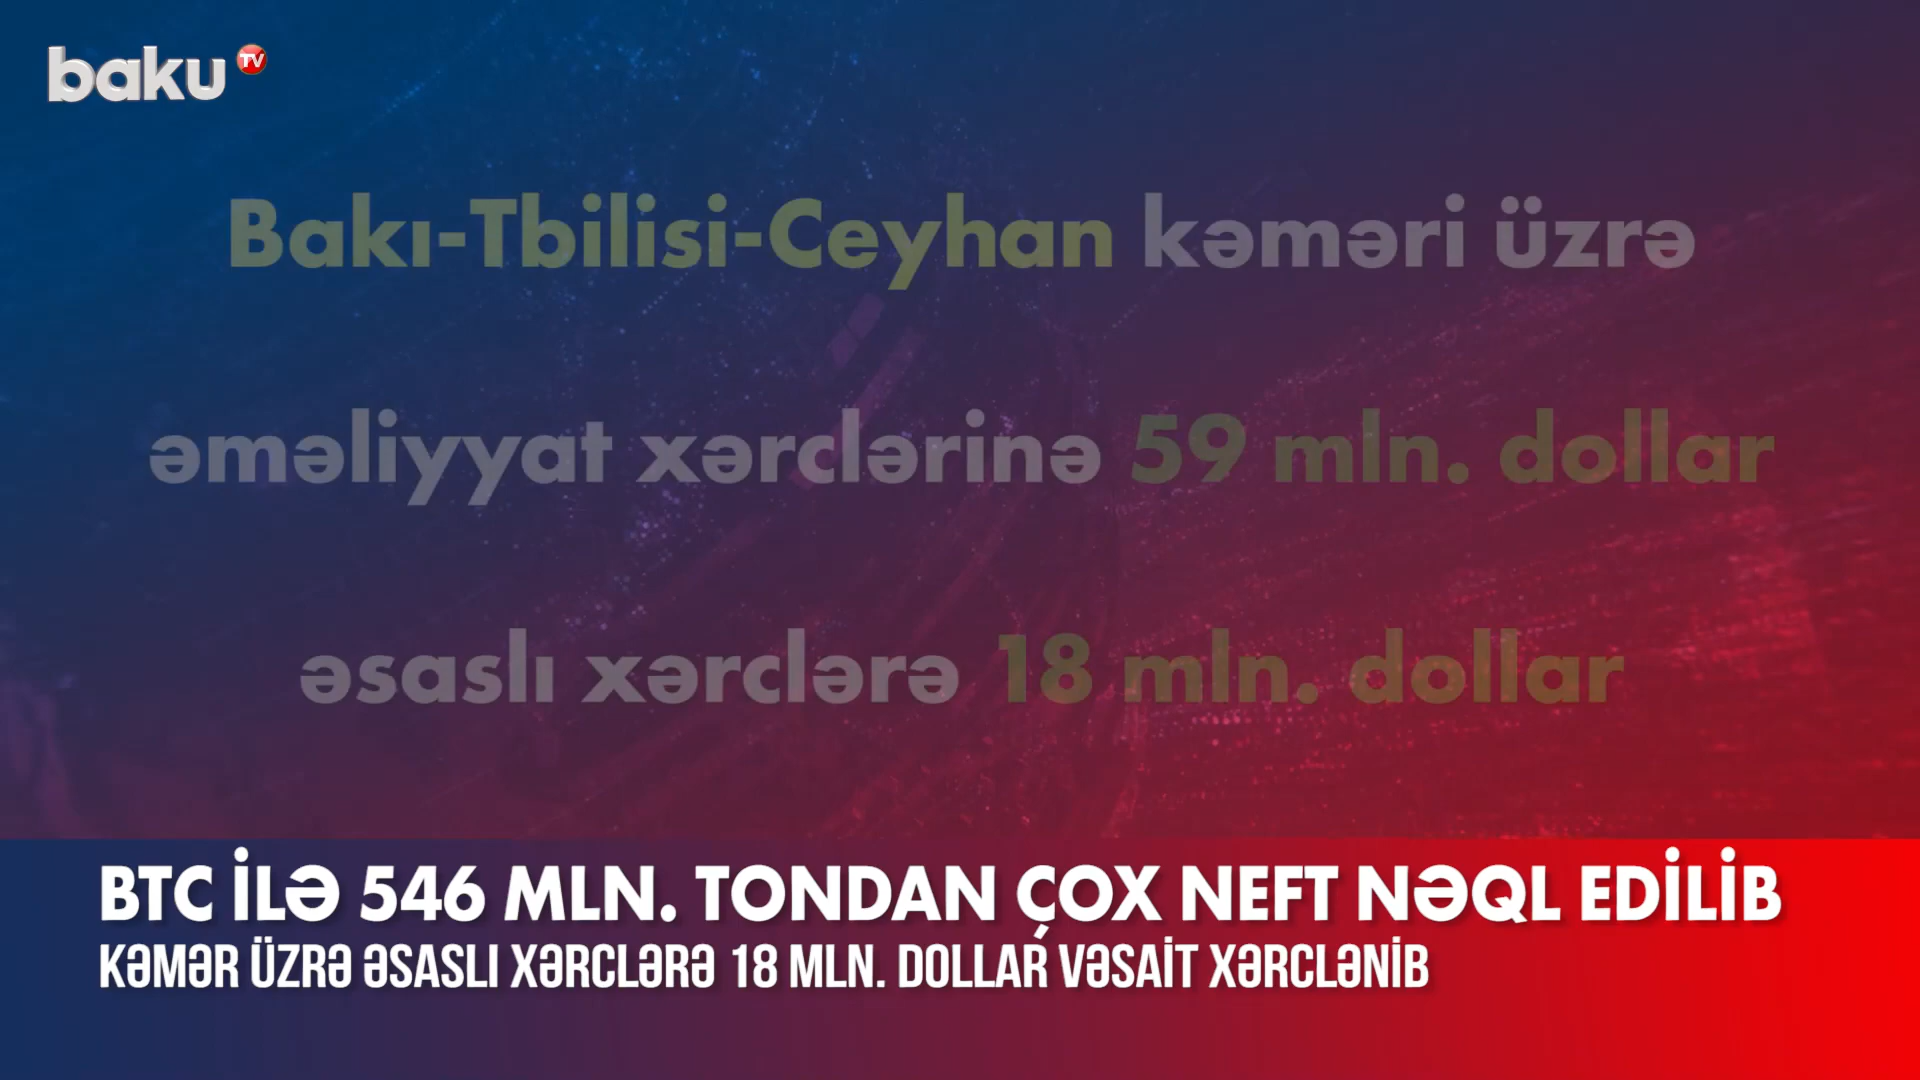 baku TV
Bakı-Tbilisi-Ceyhan kəməri üzrə
əməliyyat xərclərinə 59 mln. dollar
əsaslı xərclərə 18 mln. dollar
BTC İLƏ 546 MLN. TONDAN ÇOX NEFT NƏQL EDİLİB
KƏMƏR ÜZRƏ ƏSASLI XƏRCLƏRƏ 18 MLN. DOLLAR VƏSAİT XƏRCLƏNİB